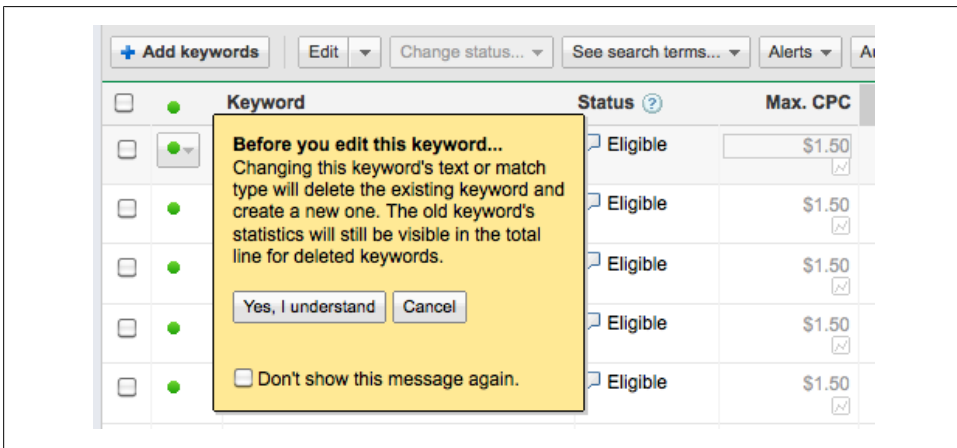 Add keywords Edit Change status... See search terms... Alerts
Keyword Status ? Max. CPC
Before you edit this keyword...
Changing this keyword's text or match
type will delete the existing keyword and
create a new one. The old keyword's
statistics will still be visible in the total
line for deleted keywords.
Yes, I understand Cancel
Don't show this message again.
Eligible $1.50
Eligible $1.50
Eligible $1.50
Eligible $1.50
Eligible $1.50